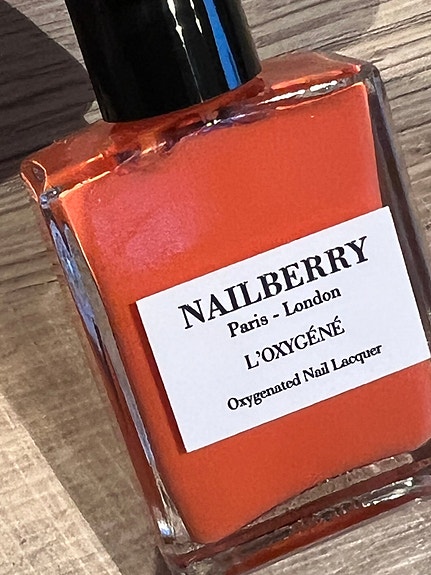 NAILBERRY
Paris - London
L'OXYGÉNÉ
Oxygenated Nail Lacquer